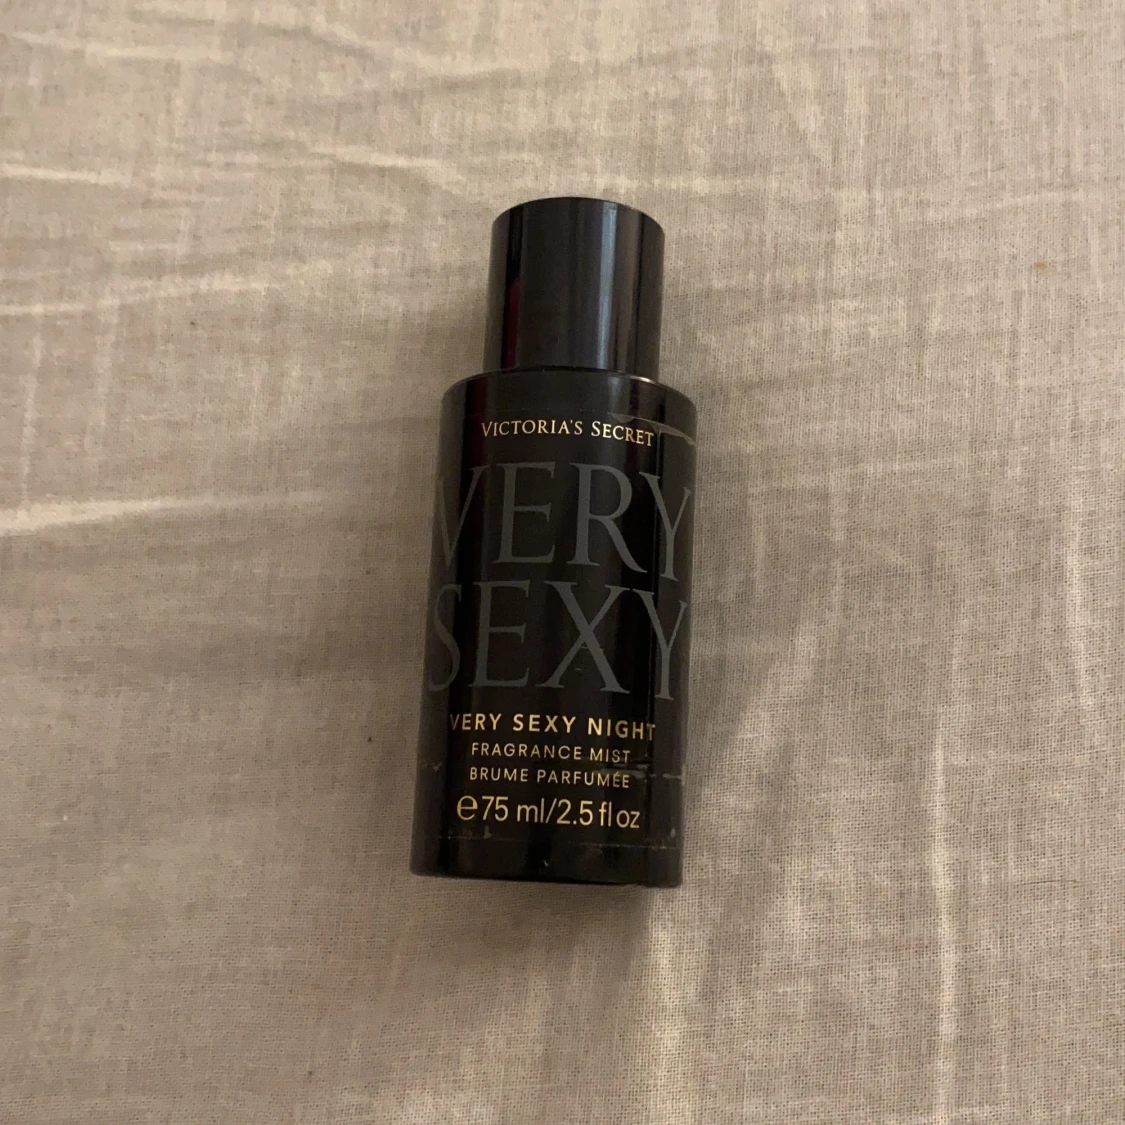 VICTORIA'S SECRET
VERY
SEXY
VERY SEXY NIGHT
FRAGRANCE MIST
BRUME PARFUMÉE
℮75 ml/2.5 fl oz